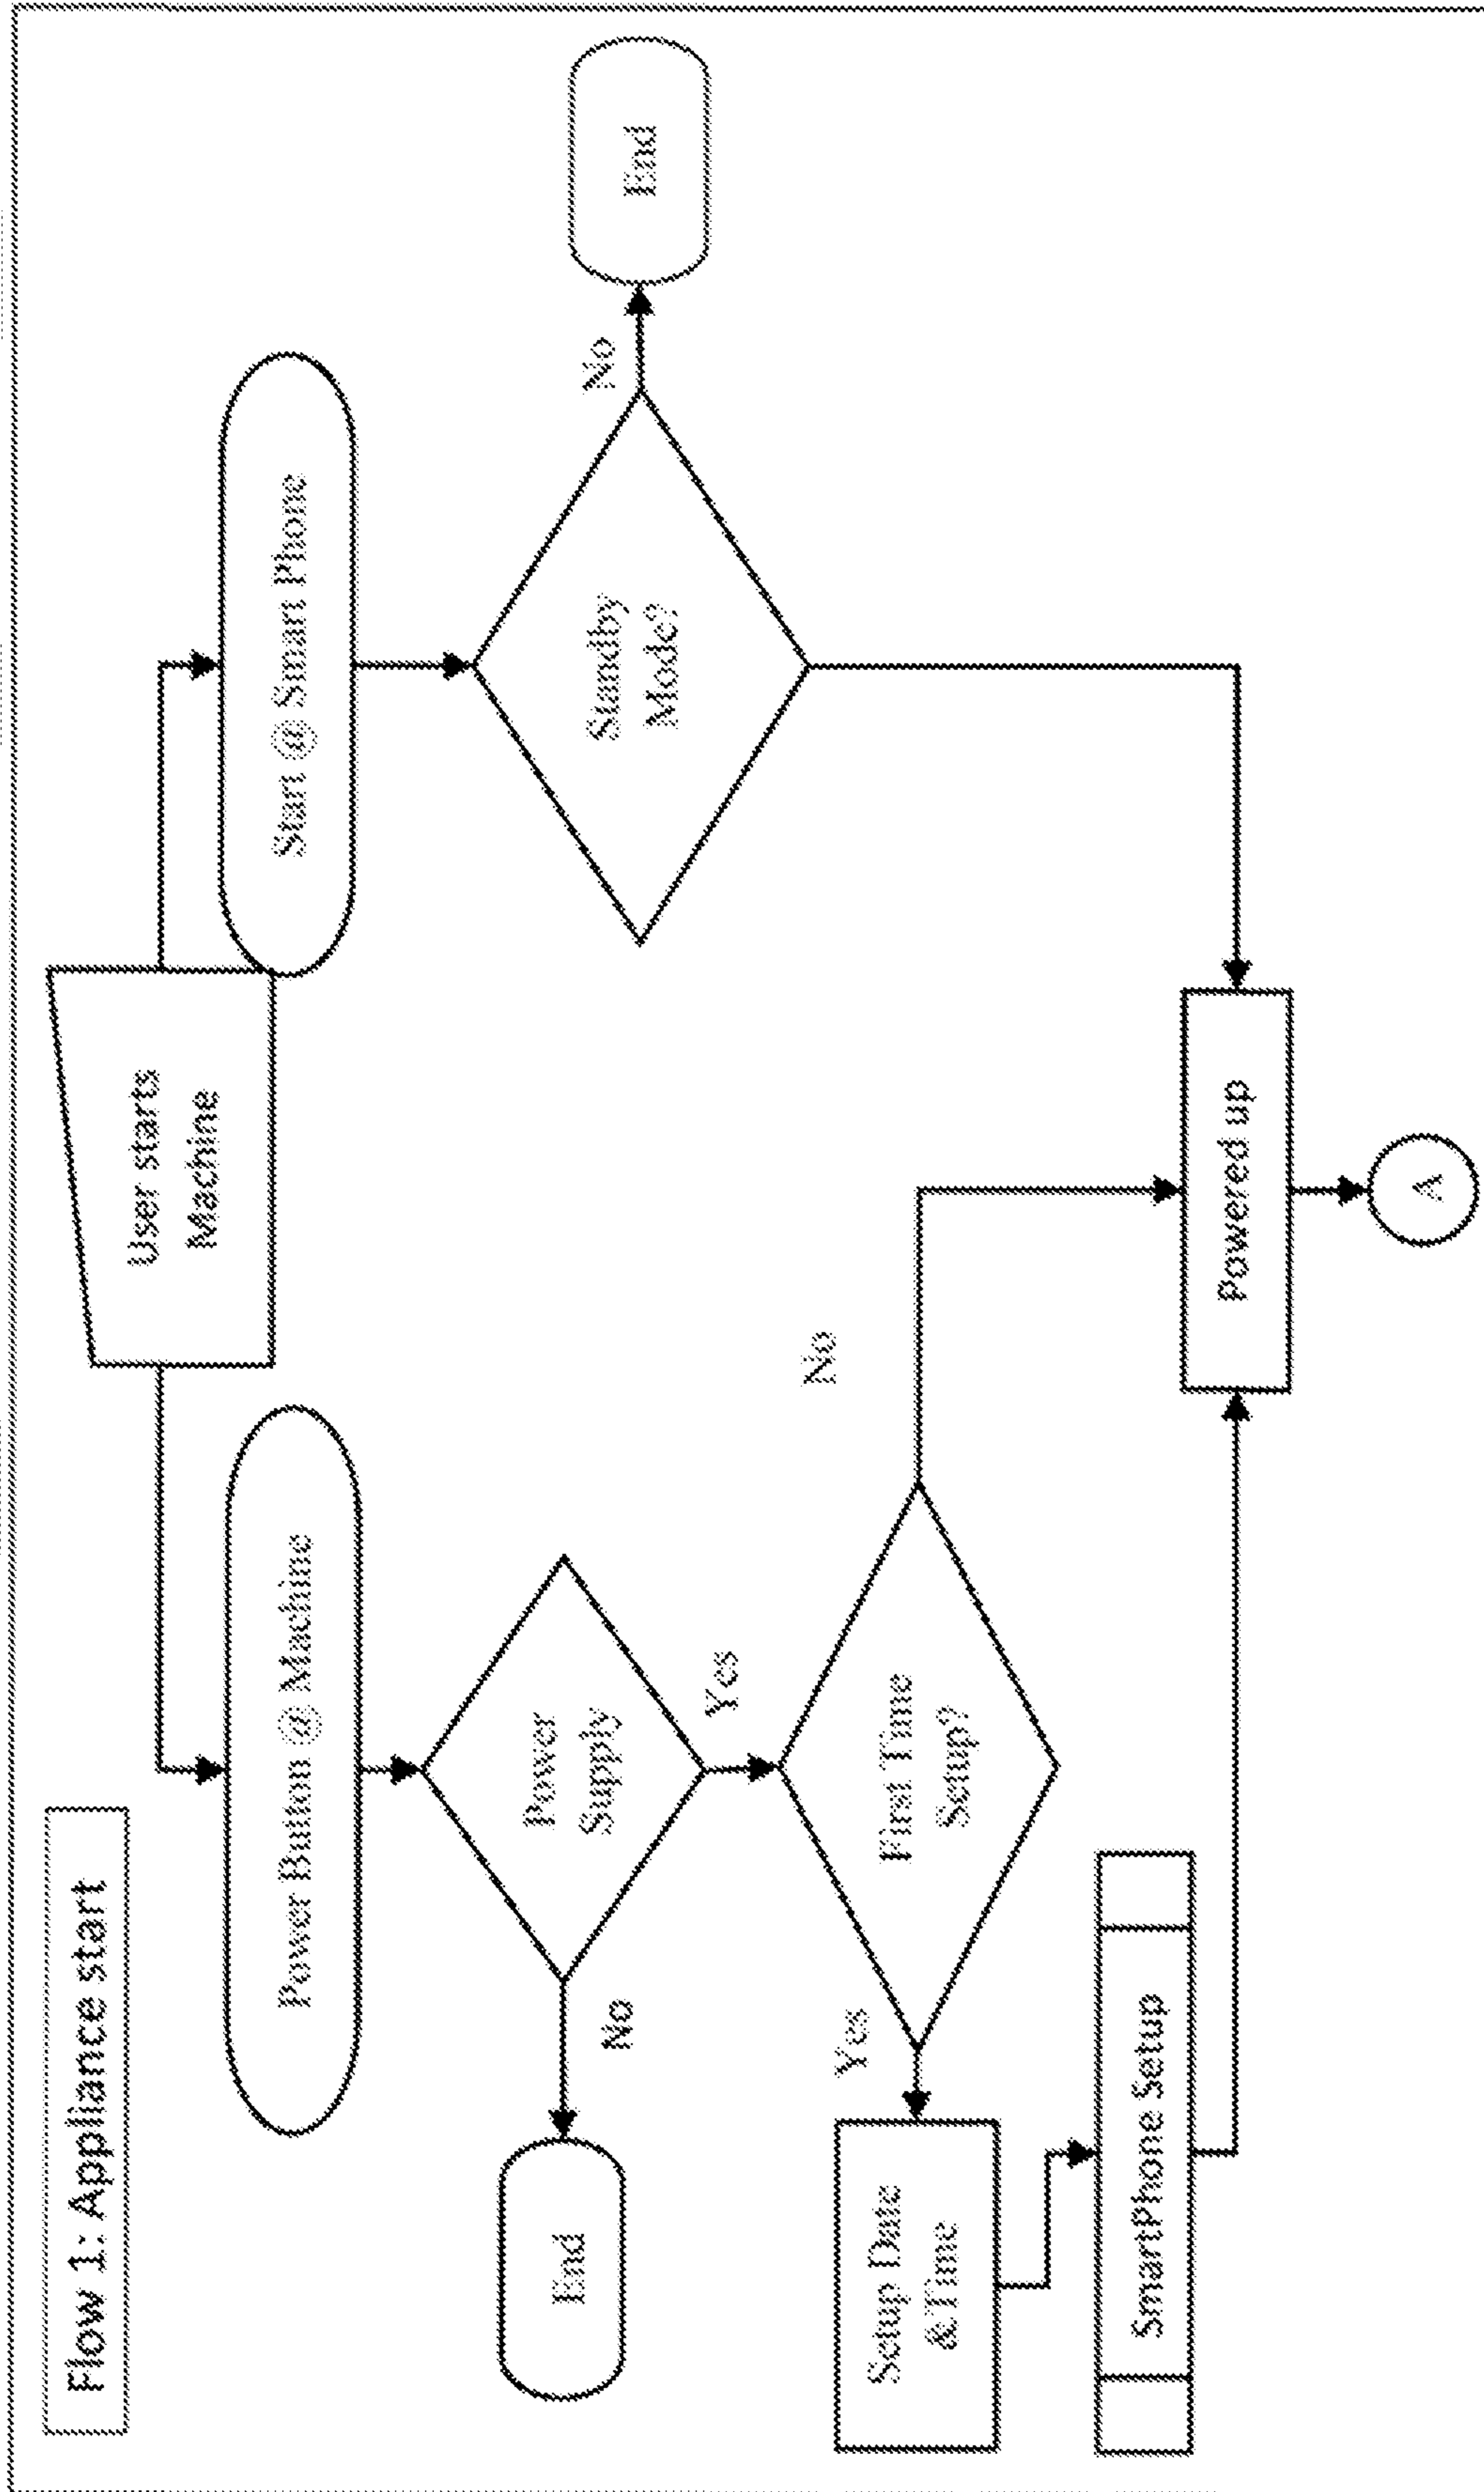 Flow 1: Appliance start
User starts
Machine
Power Button @ Machine
Start @ Smart Phone
Power
Supply
No
End
Yes
Standby
Mode?
No
End
First Time
Setup?
Yes
No
Setup Date
&Time
SmartPhone Setup
Powered up
A